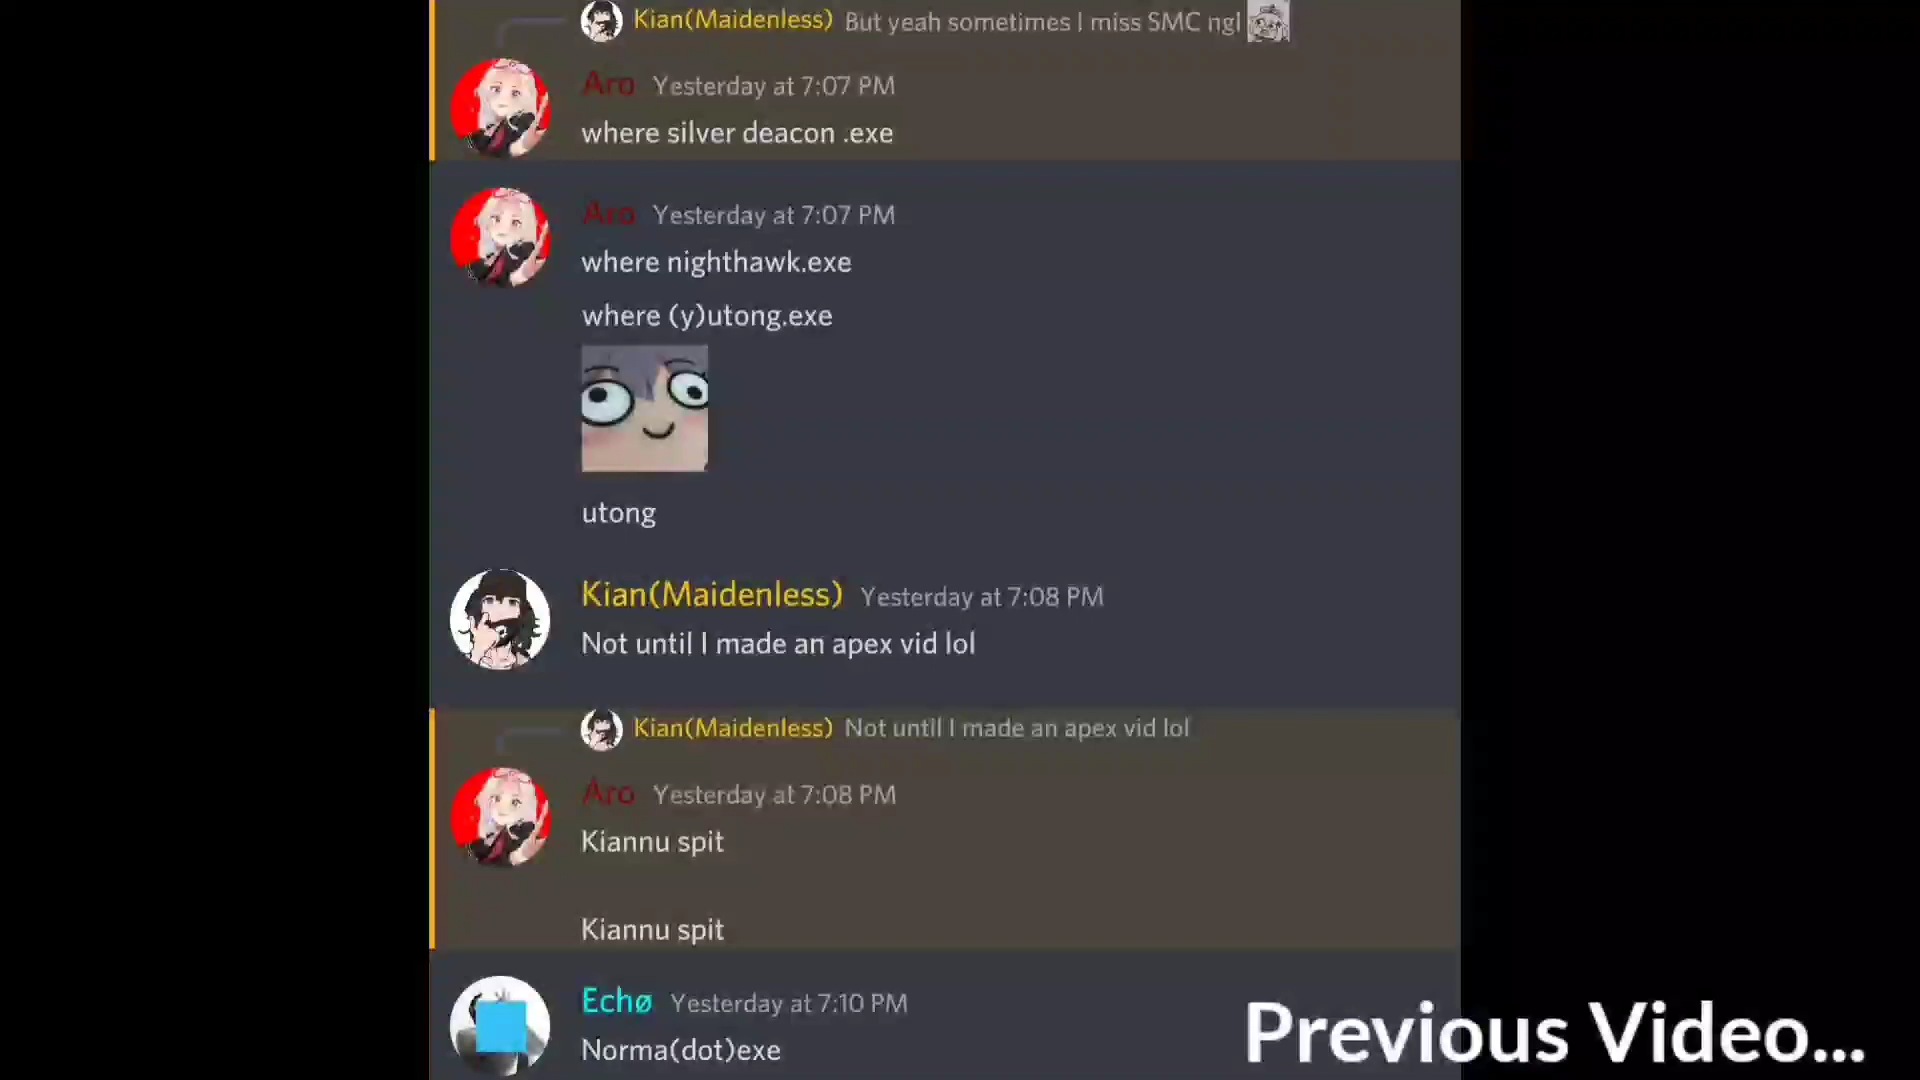 Kian(Maidenless) But yeah sometimes I miss SMC ngl
Aro Yesterday at 7:07 PM
where silver deacon .exe
Aro Yesterday at 7:07 PM
where nighthawk.exe
where (y)utong.exe
utong
Kian(Maidenless) Yesterday at 7:08 PM
Not until I made an apex vid lol
Kian(Maidenless) Not until I made an apex vid lol
Aro Yesterday at 7:08 PM
Kiannu spit
Kiannu spit
Echø Yesterday at 7:10 PM
Norma(dot)exe
Previous Video...